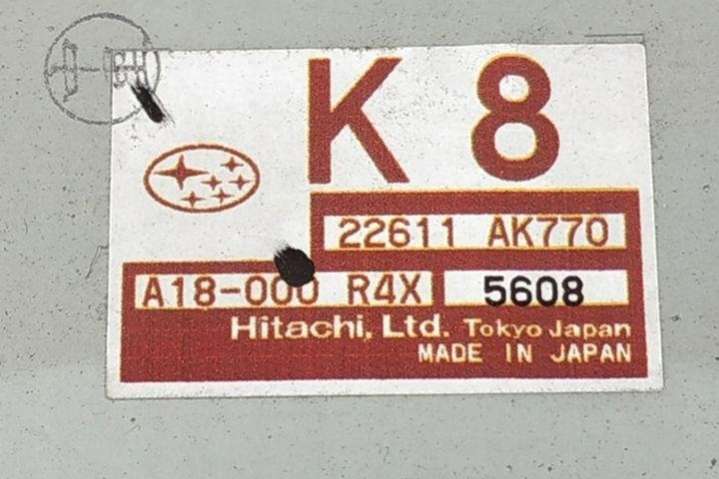 K 8
22611 AK770
A18-000 R4X 5608
Hitachi, Ltd. Tokyo Japan
MADE IN JAPAN